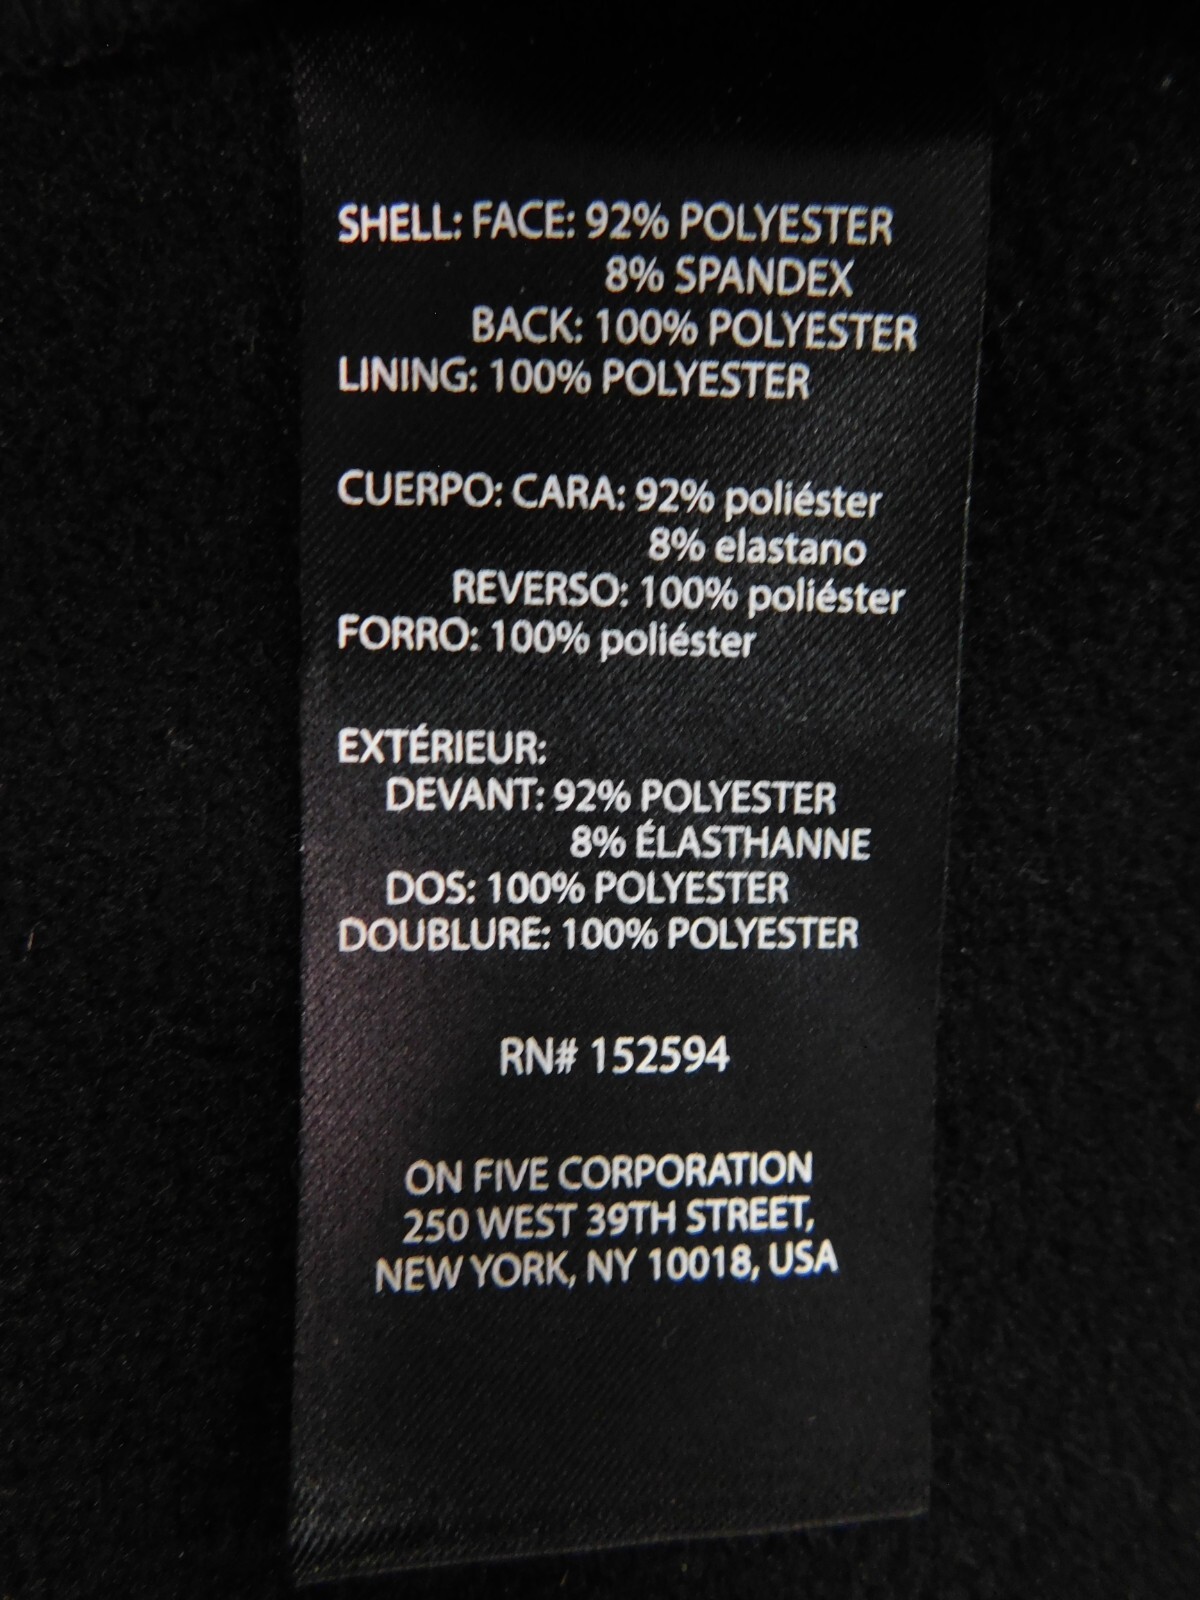 SHELL: FACE: 92% POLYESTER
8% SPANDEX
BACK: 100% POLYESTER
LINING: 100% POLYESTER
CUERPO: CARA: 92% poliéster
8% elastano
REVERSO: 100% poliéster
FORRO: 100% poliéster
EXTÉRIEUR:
DEVANT: 92% POLYESTER
8% ÉLASTHANNE
DOS: 100% POLYESTER
DOUBLURE: 100% POLYESTER
RN# 152594
ON FIVE CORPORATION
250 WEST 39TH STREET,
NEW YORK, NY 10018, USA